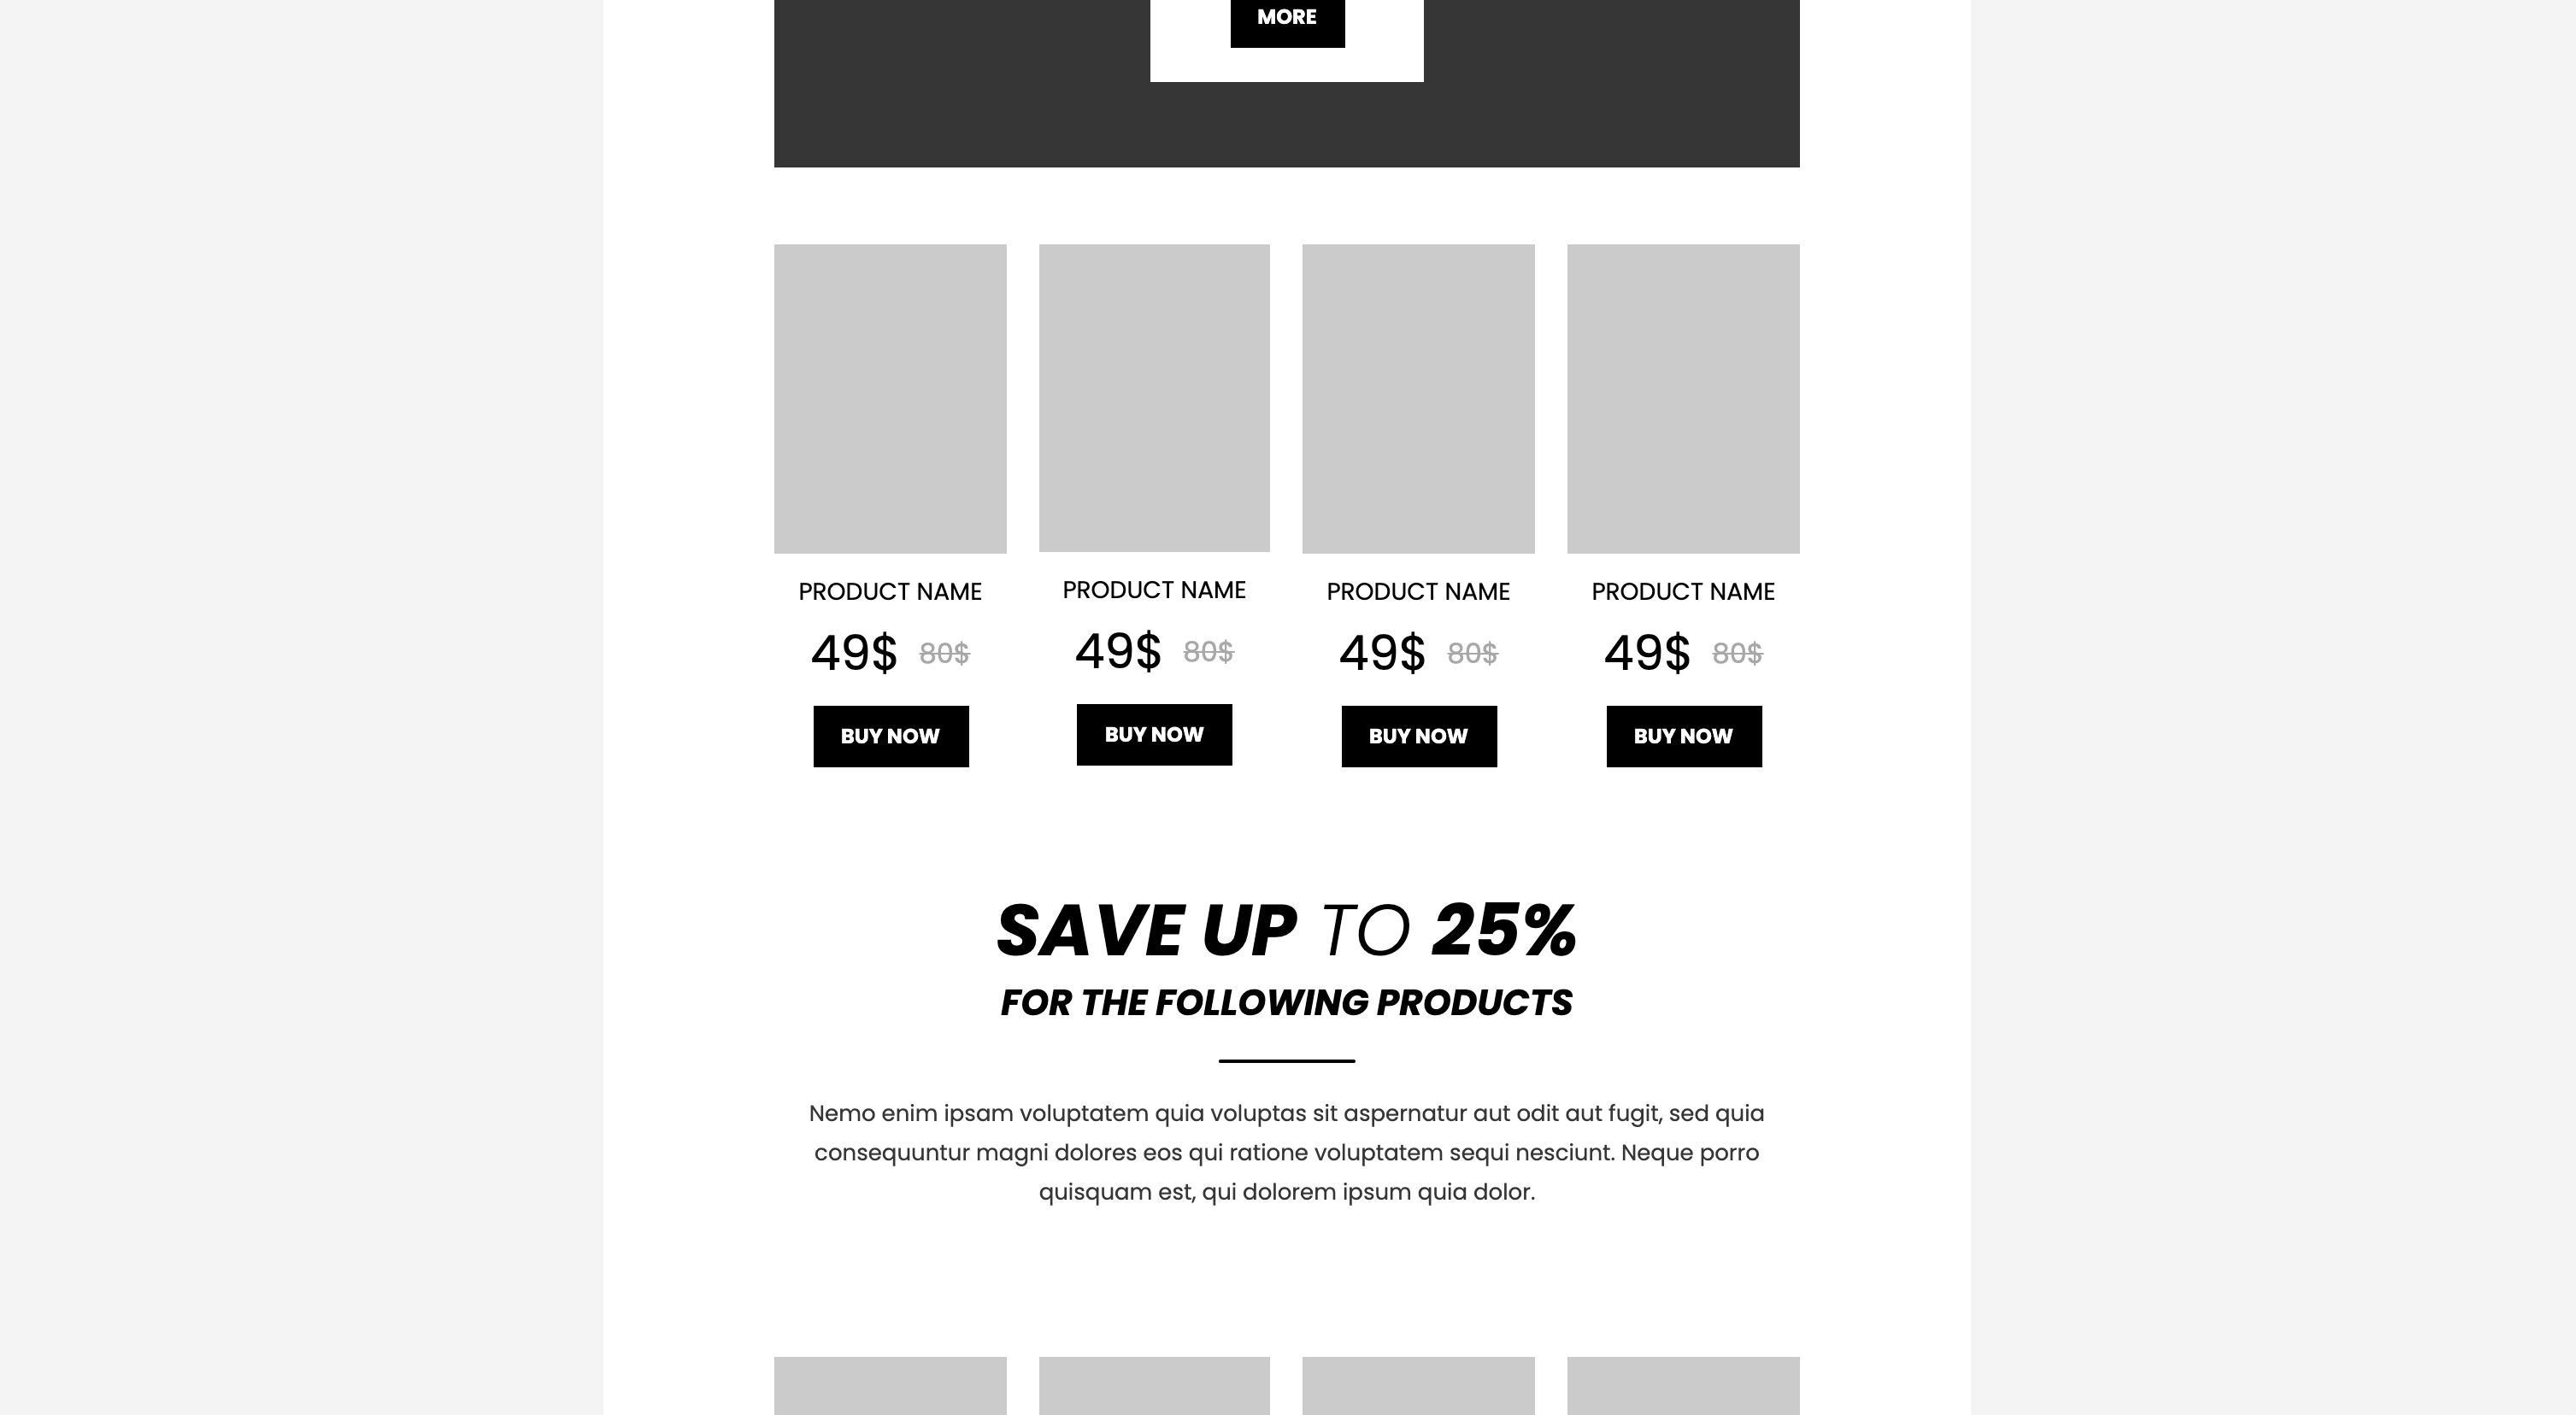 MORE
PRODUCT NAME PRODUCT NAME PRODUCT NAME PRODUCT NAME
49$ 80$ 49$ 80$ 49$ 80$ 49$ 80$
BUY NOW BUY NOW BUY NOW BUY NOW
SAVE UP TO 25%
FOR THE FOLLOWING PRODUCTS
Nemo enim ipsam voluptatem quia voluptas sit aspernatur aut odit aut fugit, sed quia
consequuntur magni dolores eos qui ratione voluptatem sequi nesciunt. Neque porro
quisquam est, qui dolorem ipsum quia dolor.